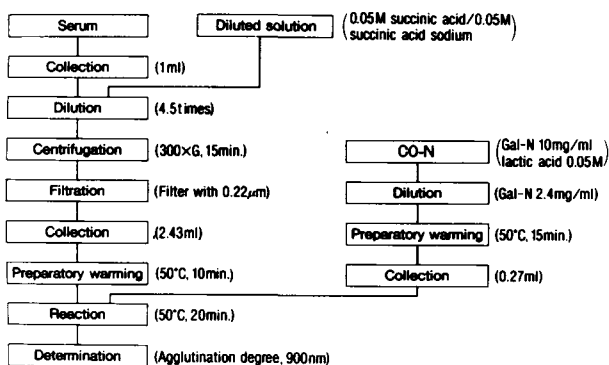 Serum
Diluted solution
(0.05M succinic acid/0.05M
succinic acid sodium)
Collection (1ml)
Dilution (4.5times)
Centrifugation (300×G, 15min.)
Filtration (Filter with 0.22μm)
Collection (2.43ml)
Preparatory warming (50°C, 10min.)
Reaction (50°C, 20min.)
Determination (Agglutination degree, 900nm)
CO-N
(Gal-N 10mg/ml
lactic acid 0.05M)
Dilution (Gal-N 2.4mg/ml)
Preparatory warming (50°C, 15min.)
Collection (0.27ml)